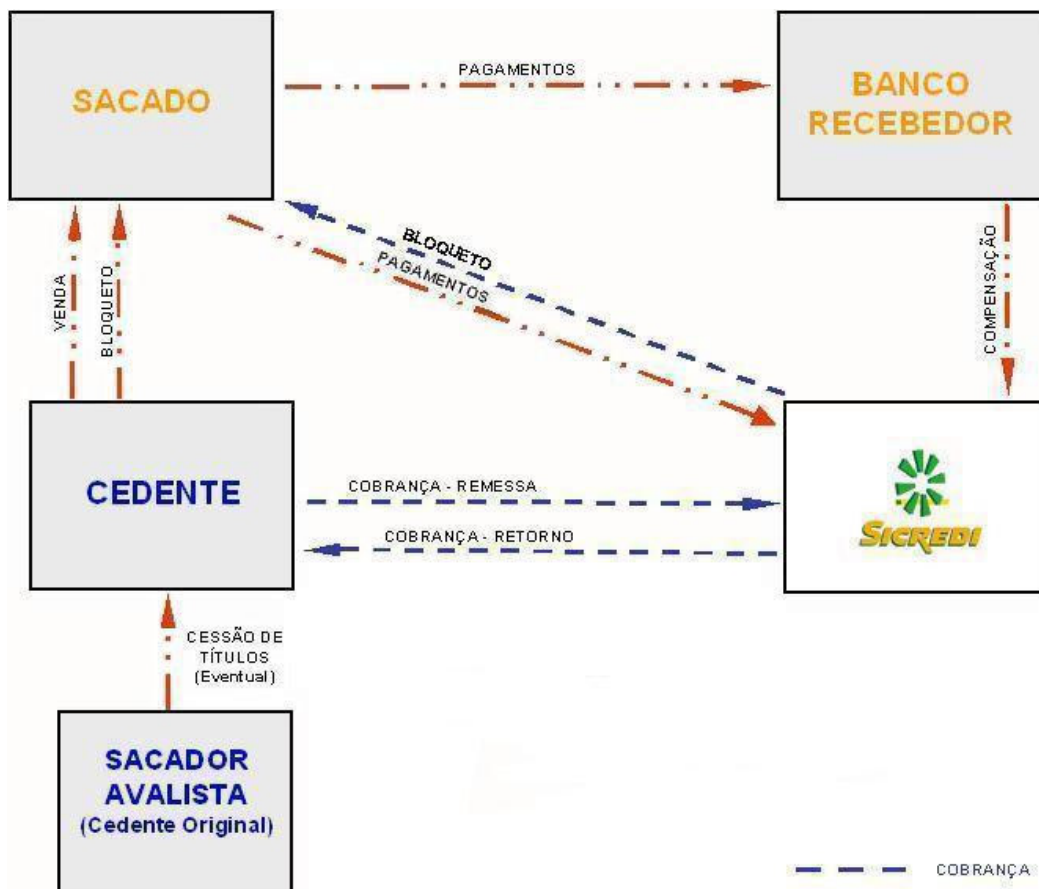 SACADO
PAGAMENTOS
BANCO
RECEBEDOR
VENDA
BLOQUETO
BLOQUETO
PAGAMENTOS
COMPENSAÇÃO
CEDENTE
COBRANÇA - REMESSA
COBRANÇA - RETORNO
SICREDI
CESSÃO DE
TÍTULOS
(Eventual)
SACADOR
AVALISTA
(Cedente Original)
COBRANÇA